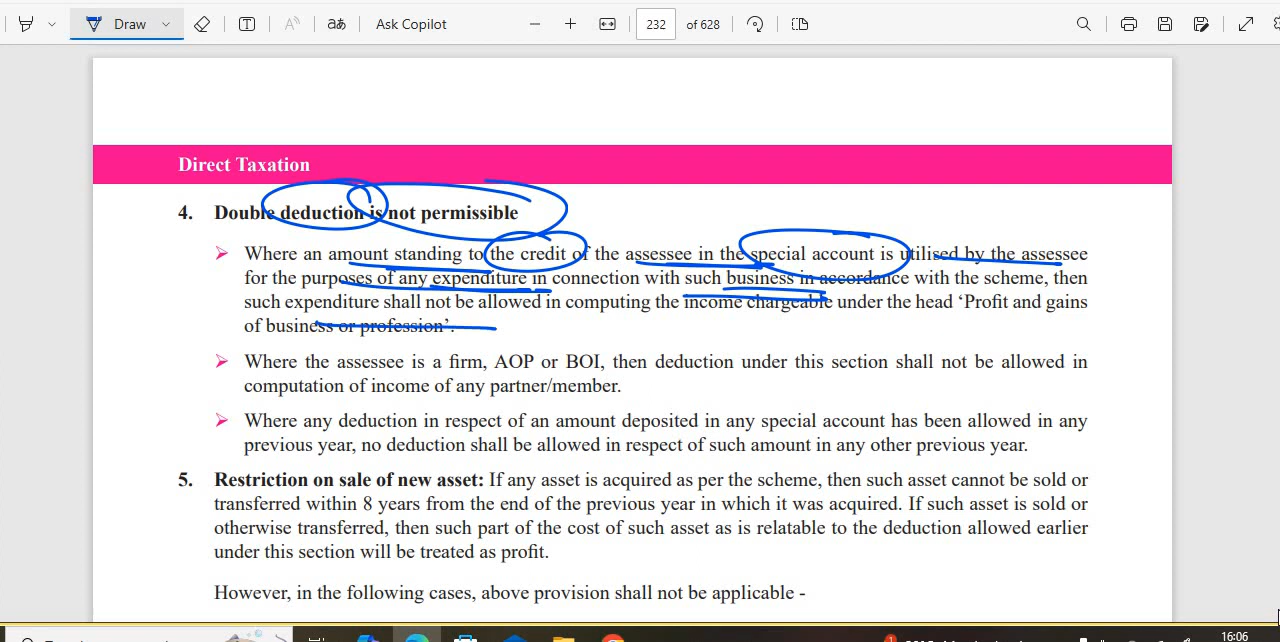 Draw
aあ
Ask Copilot
232
of 628
Direct Taxation
4. Double deduction is not permissible
Where an amount standing to the credit of the assessee in the special account is utilised by the assessee
for the purposes of any expenditure in connection with such business in accordance with the scheme, then
such expenditure shall not be allowed in computing the income chargeable under the head ‘Profit and gains
of business or profession’.
Where the assessee is a firm, AOP or BOI, then deduction under this section shall not be allowed in
computation of income of any partner/member.
Where any deduction in respect of an amount deposited in any special account has been allowed in any
previous year, no deduction shall be allowed in respect of such amount in any other previous year.
5. Restriction on sale of new asset: If any asset is acquired as per the scheme, then such asset cannot be sold or
transferred within 8 years from the end of the previous year in which it was acquired. If such asset is sold or
otherwise transferred, then such part of the cost of such asset as is relatable to the deduction allowed earlier
under this section will be treated as profit.
However, in the following cases, above provision shall not be applicable -
16:06